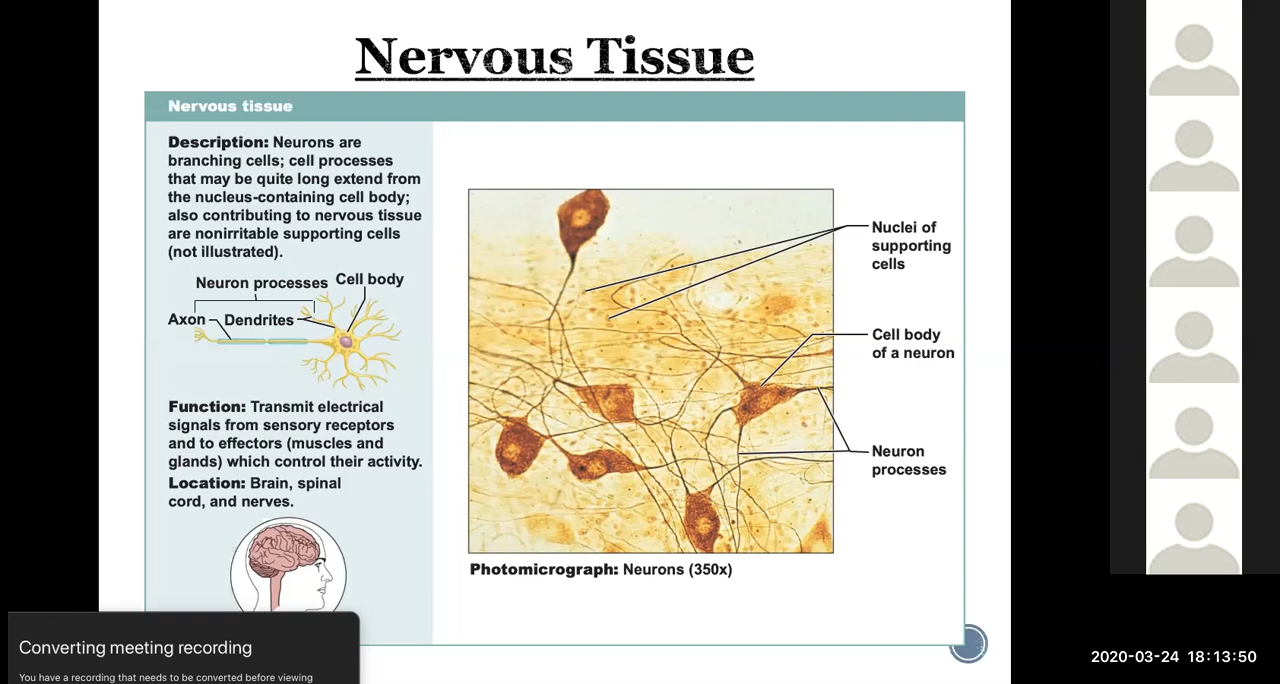 Nervous Tissue
Nervous tissue
Description: Neurons are
branching cells; cell processes
that may be quite long extend from
the nucleus-containing cell body;
also contributing to nervous tissue
are nonirritable supporting cells
(not illustrated).
Neuron processes
Cell body
Axon
Dendrites
Function: Transmit electrical
signals from sensory receptors
and to effectors (muscles and
glands) which control their activity.
Location: Brain, spinal
cord, and nerves.
Nuclei of
supporting
cells
Cell body
of a neuron
Neuron
processes
Photomicrograph: Neurons (350x)
Converting meeting recording
You have a recording that needs to be converted before viewing
2020-03-24 18:13:50